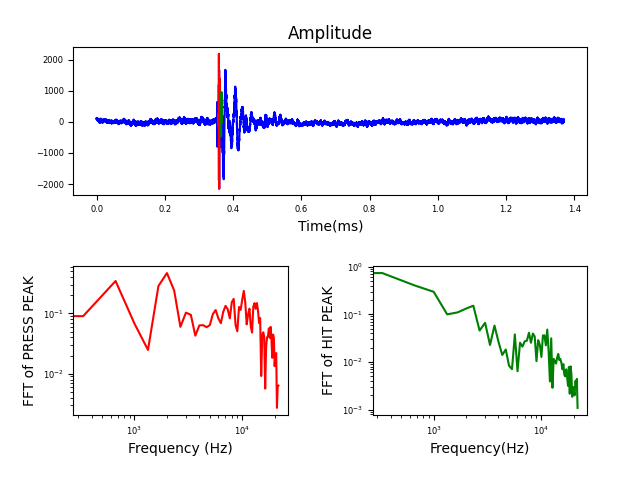 Amplitude
2000
1000
0
−1000
−2000
0.0 0.2 0.4 0.6 0.8 1.0 1.2 1.4
Time(ms)
FFT of PRESS PEAK
10⁻¹
10⁻²
10³ 10⁴
Frequency (Hz)
FFT of HIT PEAK
10⁰
10⁻¹
10⁻²
10⁻³
10³ 10⁴
Frequency(Hz)